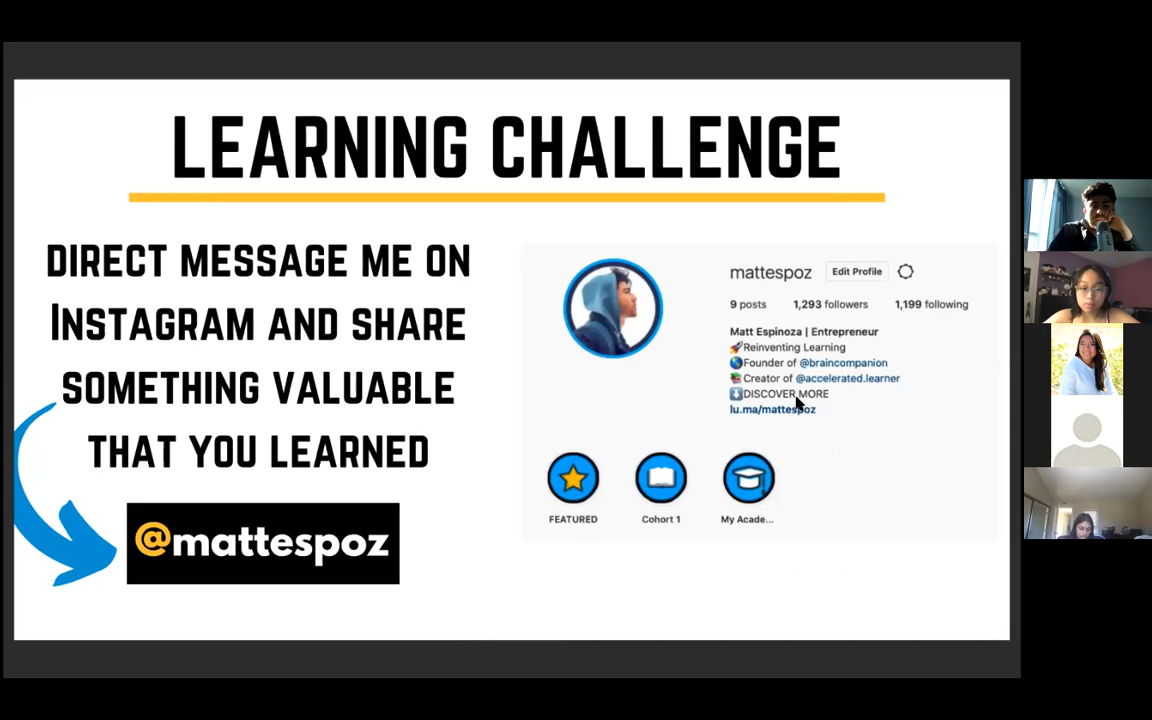 LEARNING CHALLENGE
DIRECT MESSAGE ME ON
INSTAGRAM AND SHARE
SOMETHING VALUABLE
THAT YOU LEARNED
@mattespoz
mattespoz Edit Profile
9 posts 1,293 followers 1,199 following
Matt Espinoza | Entrepreneur
🚀Reinventing Learning
🌎Founder of @braincompanion
📚Creator of @accelerated.learner
⬇️DISCOVER MORE
lu.ma/mattespoz
FEATURED Cohort 1 My Acade...